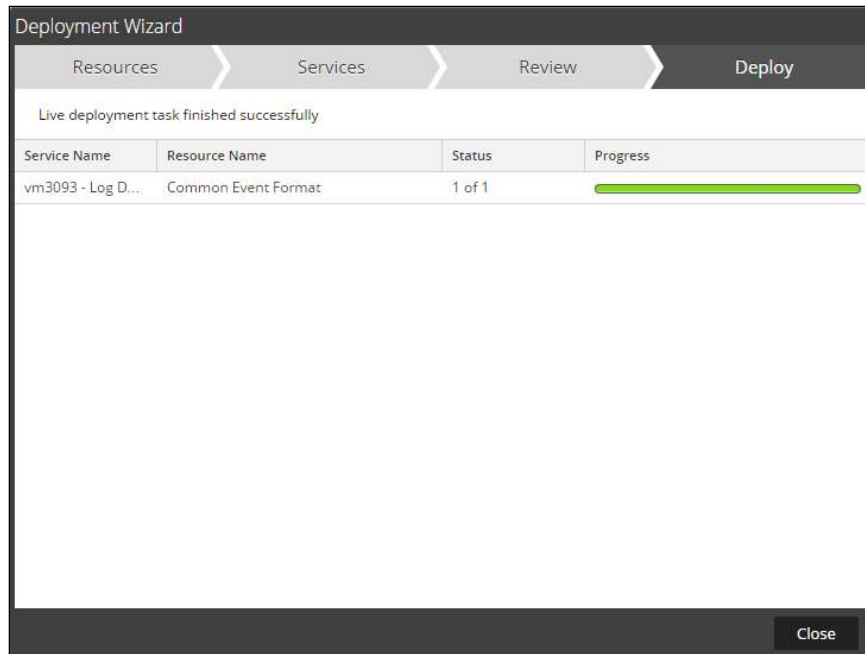 Deployment Wizard
Resources Services Review Deploy
Live deployment task finished successfully
Service Name Resource Name Status Progress
vm3093 - Log D... Common Event Format 1 of 1
Close